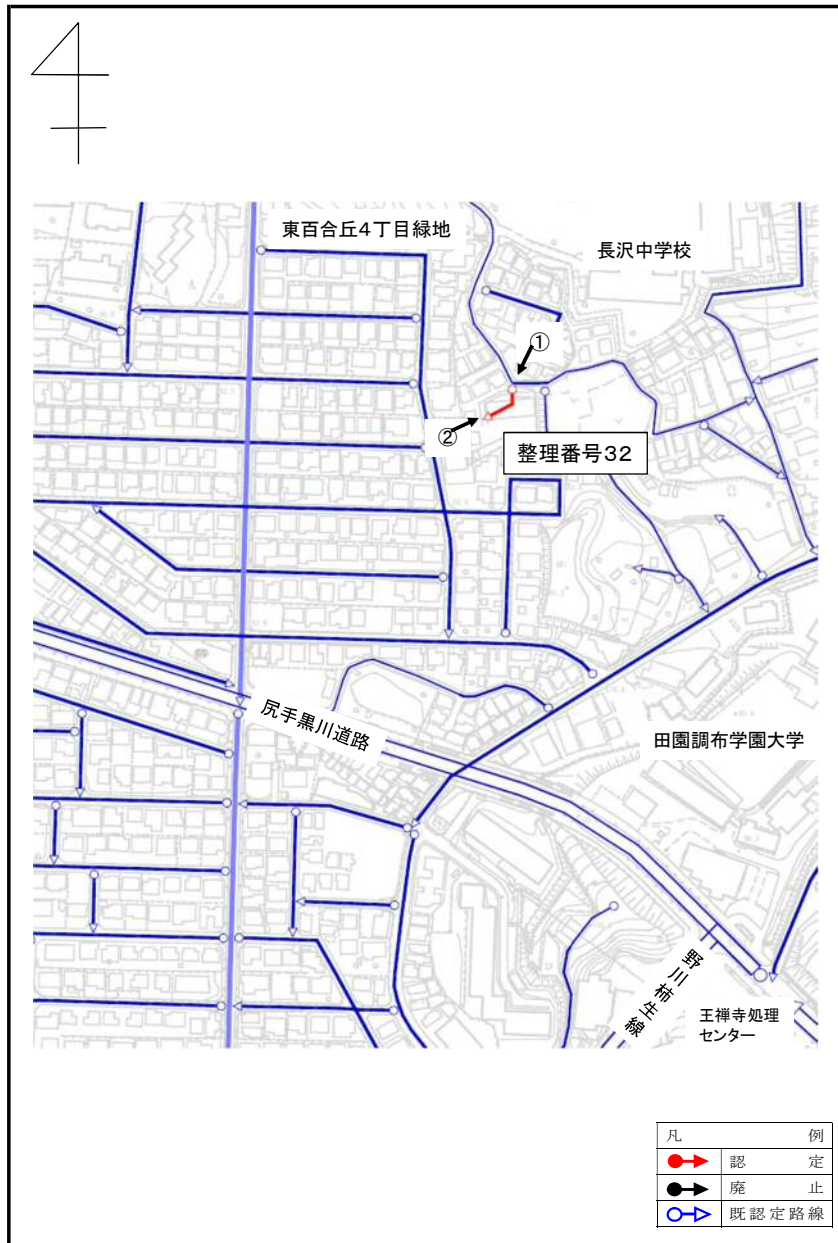 東百合丘4丁目緑地
長沢中学校
①
②
整理番号32
尻手黒川道路
田園調布学園大学
野川柿生線
王禅寺処理
センター
凡 例
認 定
廃 止
既認定路線